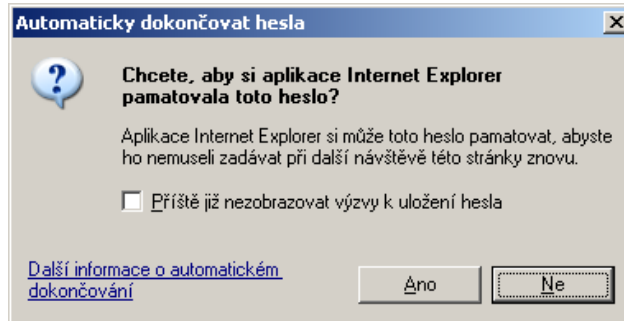 Automaticky dokončovat hesla
Chcete, aby si aplikace Internet Explorer
pamatovala toto heslo?
Aplikace Internet Explorer si může toto heslo pamatovat, abyste
ho nemuseli zadávat při další návštěvě této stránky znovu.
Příště již nezobrazovat výzvy k uložení hesla
Další informace o automatickém
dokončování
Ano
Ne